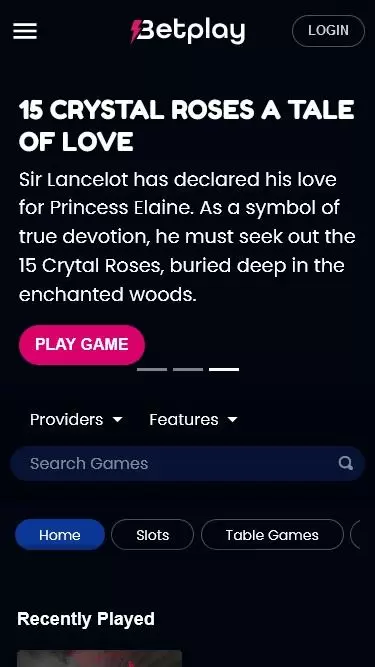 Betplay
LOGIN
15 CRYSTAL ROSES A TALE
OF LOVE
Sir Lancelot has declared his love
for Princess Elaine. As a symbol of
true devotion, he must seek out the
15 Crytal Roses, buried deep in the
enchanted woods.
PLAY GAME
Providers
Features
Search Games
Home
Slots
Table Games
Recently Played